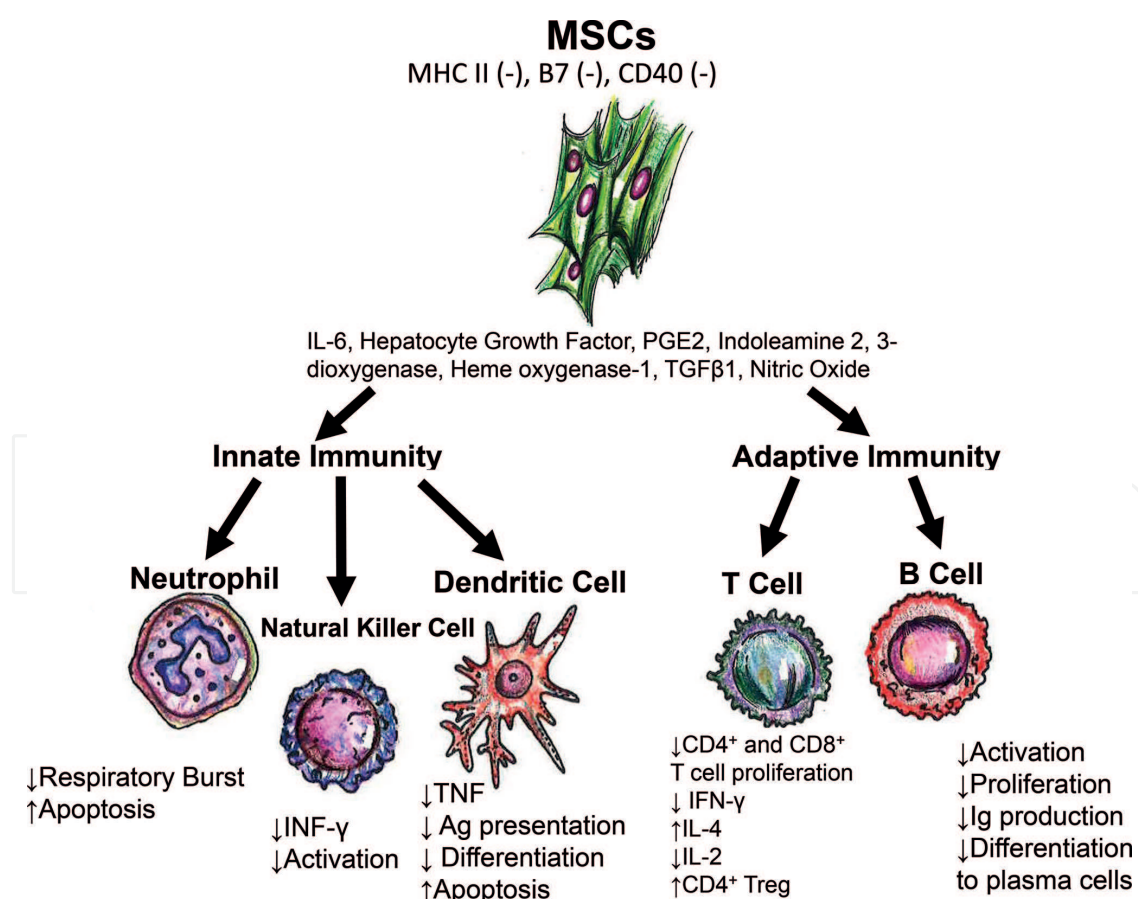 MSCs
MHC II (-), B7 (-), CD40 (-)
IL-6, Hepatocyte Growth Factor, PGE2, Indoleamine 2, 3-
dioxygenase, Heme oxygenase-1, TGFβ1, Nitric Oxide
Innate Immunity
Adaptive Immunity
Neutrophil
Natural Killer Cell
Dendritic Cell
T Cell
B Cell
↓Respiratory Burst
↑Apoptosis
↓INF-γ
↓Activation
↓TNF
↓ Ag presentation
↓ Differentiation
↑Apoptosis
↓CD4⁺ and CD8⁺
T cell proliferation
↓ IFN-γ
↑IL-4
↓IL-2
↑CD4⁺ Treg
↓Activation
↓Proliferation
↓Ig production
↓Differentiation
to plasma cells